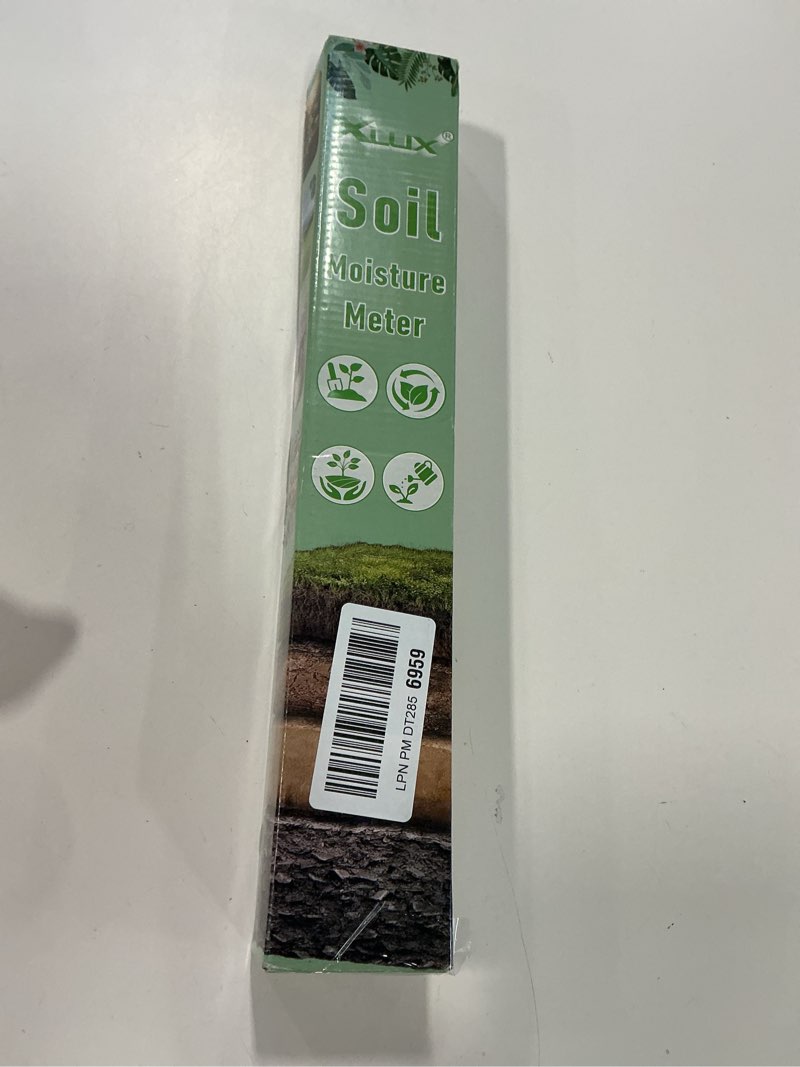 XLUX®
Soil
Moisture
Meter
LPN PM DT285 6959